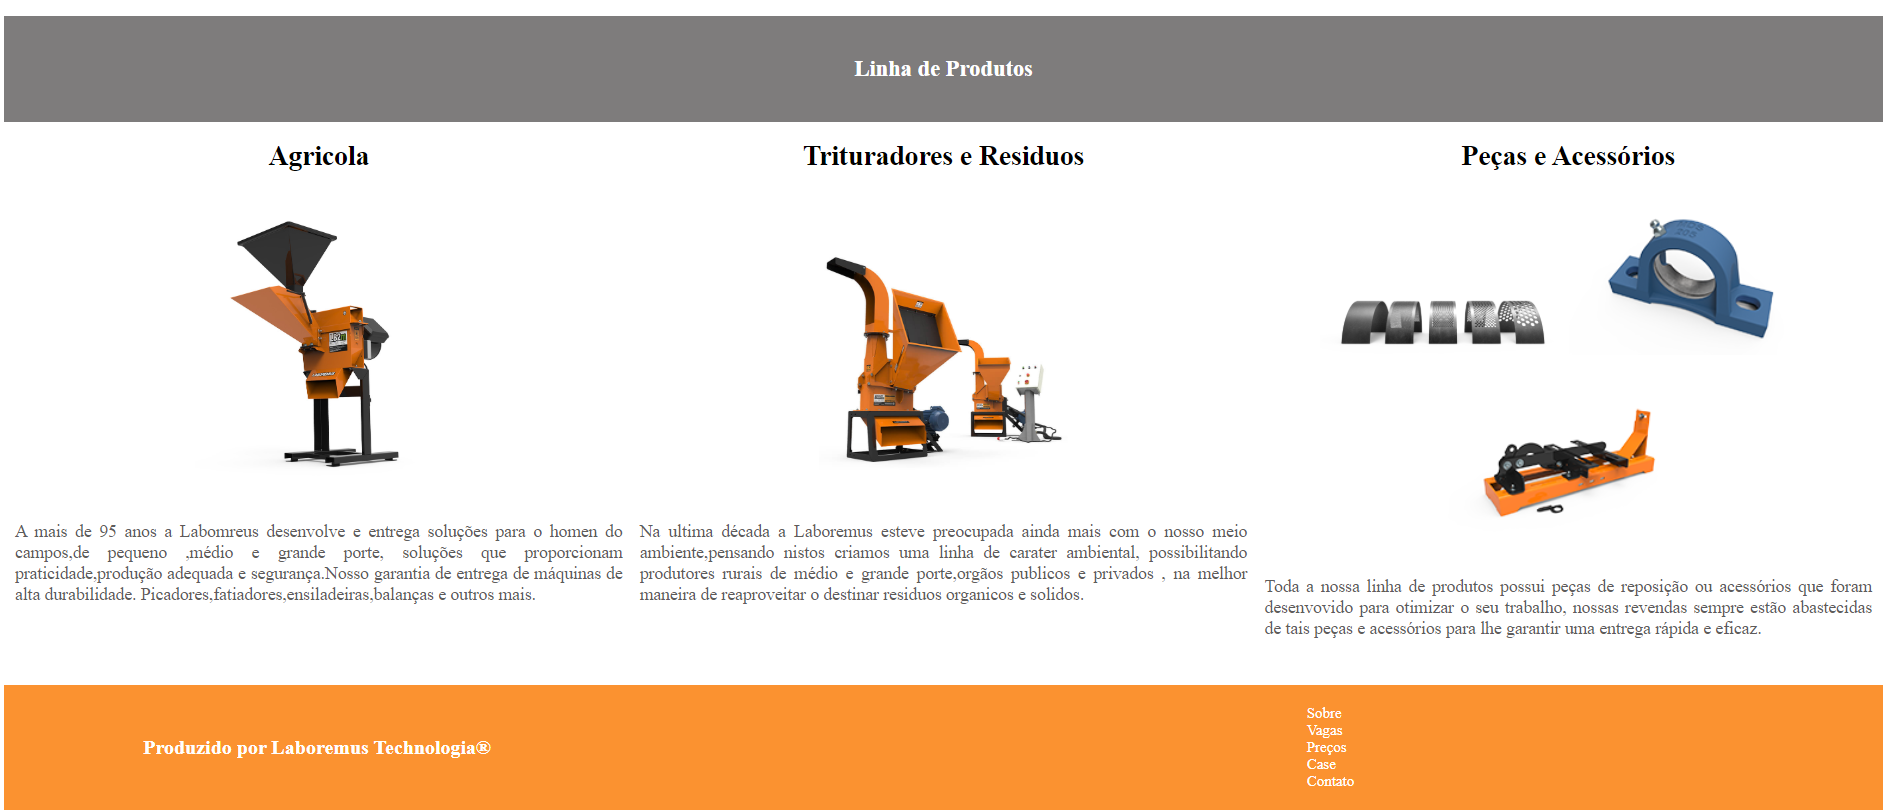 Linha de Produtos
Agricola
Trituradores e Residuos
Peças e Acessórios
A mais de 95 anos a Labomreus desenvolve e entrega soluções para o homen do
campos,de pequeno ,médio e grande porte, soluções que proporcionam
praticidade,produção adequada e segurança.Nosso garantia de entrega de máquinas de
alta durabilidade. Picadores,fatiadores,ensiladeiras,balanças e outros mais.
Na ultima década a Laboremus esteve preocupada ainda mais com o nosso meio
ambiente,pensando nistos criamos uma linha de carater ambiental, possibilitando
produtores rurais de médio e grande porte,orgãos publicos e privados , na melhor
maneira de reaproveitar o destinar residuos organicos e solidos.
Toda a nossa linha de produtos possui peças de reposição ou acessórios que foram
desenvovido para otimizar o seu trabalho, nossas revendas sempre estão abastecidas
de tais peças e acessórios para lhe garantir uma entrega rápida e eficaz.
Produzido por Laboremus Technologia®
Sobre
Vagas
Preços
Case
Contato